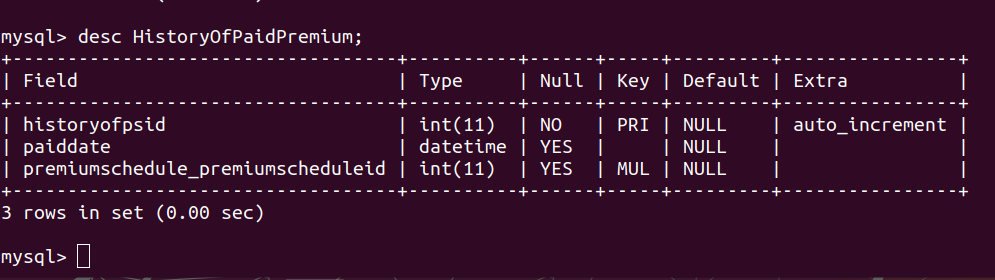 mysql> desc HistoryOfPaidPremium;
+--------------------------------+----------+------+-----+---------+----------------+
| Field                          | Type     | Null | Key | Default | Extra          |
+--------------------------------+----------+------+-----+---------+----------------+
| historyofpsid                  | int(11)  | NO   | PRI | NULL    | auto_increment |
| paiddate                       | datetime | YES  |     | NULL    |                |
| premiumschedule_premiumscheduleid | int(11)  | YES  | MUL | NULL    |                |
+--------------------------------+----------+------+-----+---------+----------------+
3 rows in set (0.00 sec)
mysql>